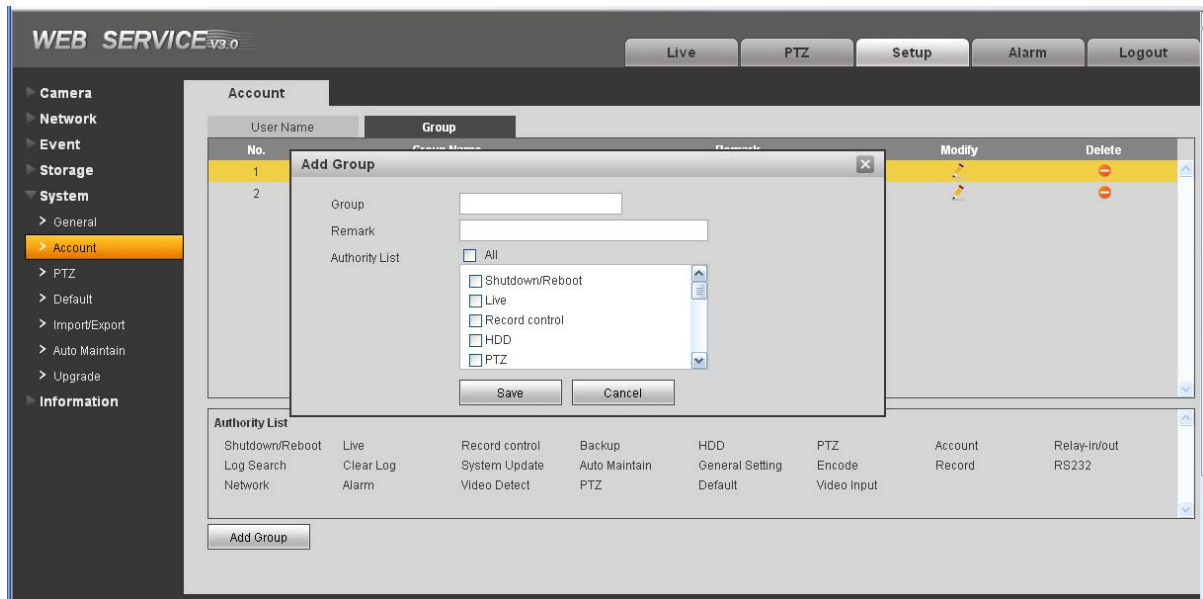 WEB SERVICE V3.0
Live PTZ Setup Alarm Logout
Camera
Network
Event
Storage
System
> General
> Account
> PTZ
> Default
> Import/Export
> Auto Maintain
> Upgrade
Information
Account
User Name Group
No. Group Name Remark Modify Delete
1
2
Add Group
Group
Remark
Authority List All
Shutdown/Reboot
Live
Record control
HDD
PTZ
Save Cancel
Authority List
Shutdown/Reboot Live Record control Backup HDD PTZ Account Relay-in/out
Log Search Clear Log System Update Auto Maintain General Setting Encode Record RS232
Network Alarm Video Detect PTZ Default Video Input
Add Group